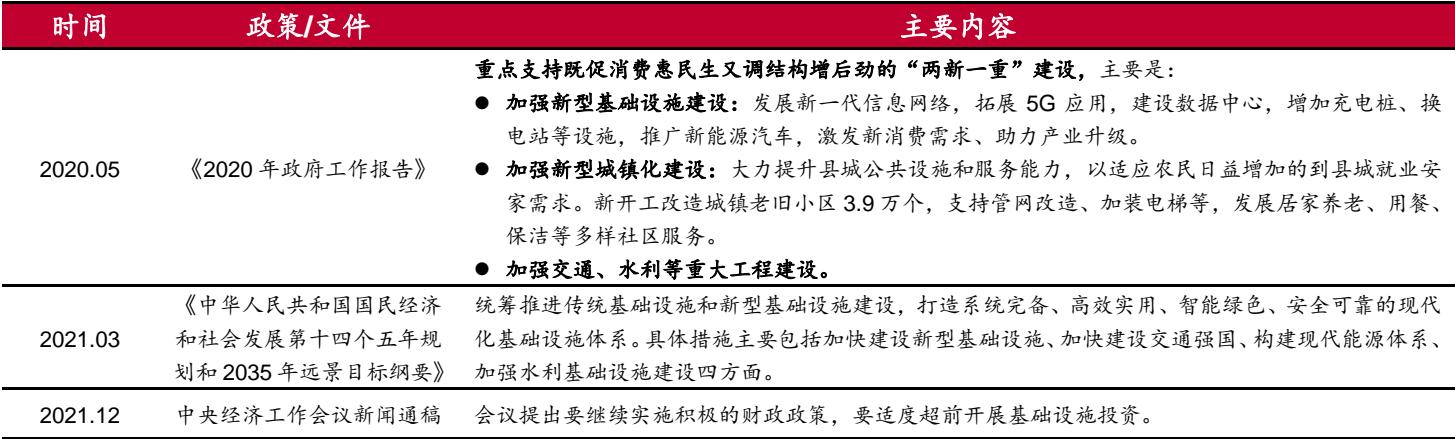 时间 政策/文件 主要内容
重点支持既促消费惠民生又调结构增后劲的“两新一重”建设，主要是：
● 加强新型基础设施建设：发展新一代信息网络，拓展 5G 应用，建设数据中心，增加充电桩、换
电站等设施，推广新能源汽车，激发新消费需求、助力产业升级。
2020.05 《2020 年政府工作报告》 ● 加强新型城镇化建设：大力提升县城公共设施和服务能力，以适应农民日益增加的到县城就业安
家需求。新开工改造城镇老旧小区 3.9 万个，支持管网改造、加装电梯等，发展居家养老、用餐、
保洁等多样社区服务。
● 加强交通、水利等重大工程建设。
《中华人民共和国国民经济 统筹推进传统基础设施和新型基础设施建设，打造系统完备、高效实用、智能绿色、安全可靠的现代
2021.03 和社会发展第十四个五年规 化基础设施体系。具体措施主要包括加快建设新型基础设施、加快建设交通强国、构建现代能源体系、
划和 2035 年远景目标纲要》 加强水利基础设施建设四方面。
2021.12 中央经济工作会议新闻通稿 会议提出要继续实施积极的财政政策，要适度超前开展基础设施投资。